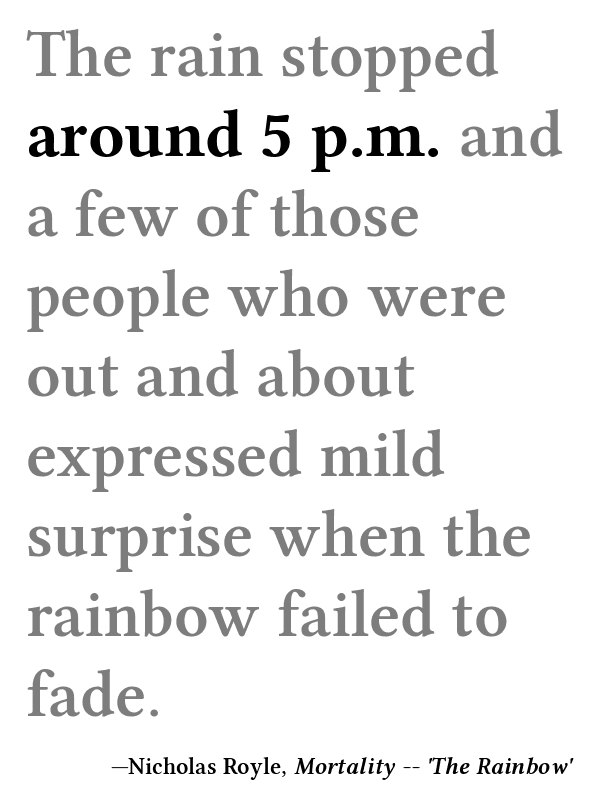 The rain stopped
around 5 p.m. and
a few of those
people who were
out and about
expressed mild
surprise when the
rainbow failed to
fade.
—Nicholas Royle, Mortality -- 'The Rainbow'